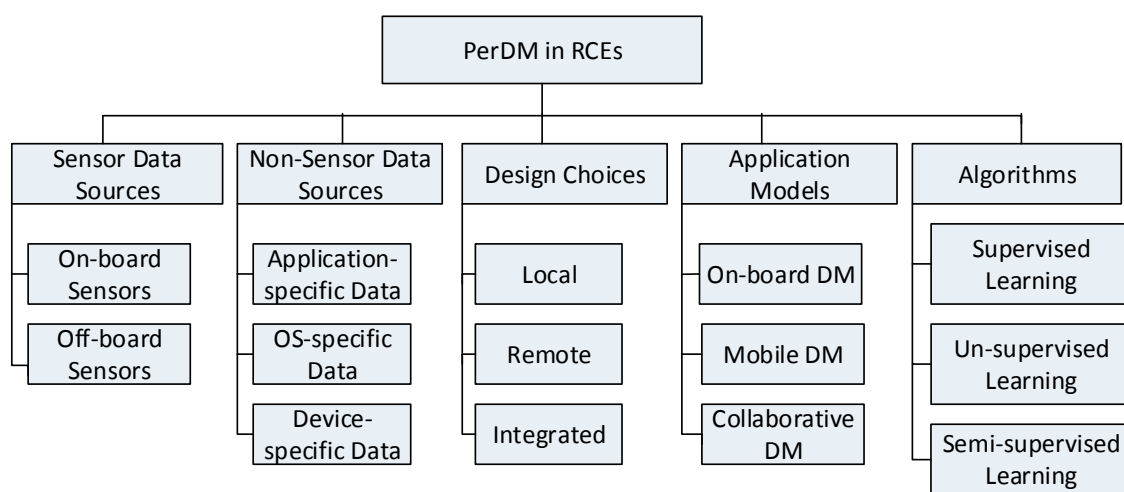 PerDM in RCEs
Sensor Data
Sources
On-board
Sensors
Off-board
Sensors
Non-Sensor Data
Sources
Application-
specific Data
OS-specific
Data
Device-
specific Data
Design Choices
Local
Remote
Integrated
Application
Models
On-board DM
Mobile DM
Collaborative
DM
Algorithms
Supervised
Learning
Un-supervised
Learning
Semi-supervised
Learning